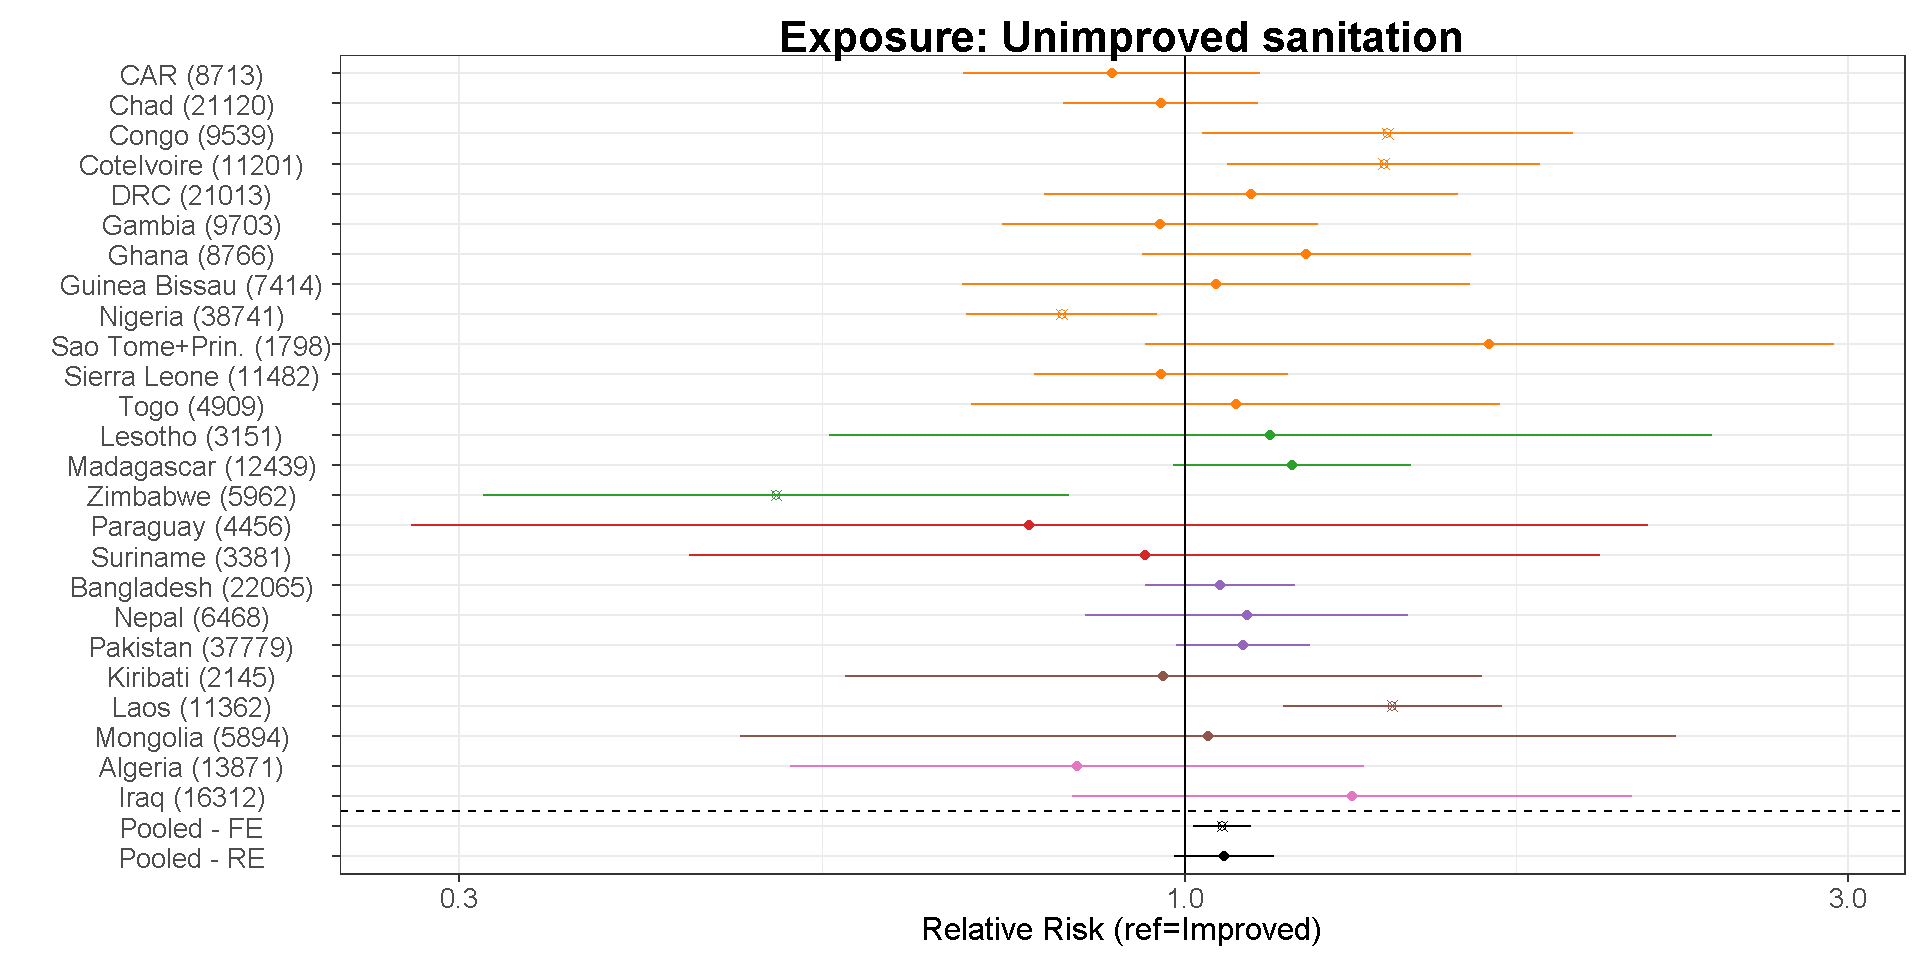 Exposure: Unimproved sanitation
CAR (8713)
Chad (21120)
Congo (9539)
CoteIvoire (11201)
DRC (21013)
Gambia (9703)
Ghana (8766)
Guinea Bissau (7414)
Nigeria (38741)
Sao Tome+Prin. (1798)
Sierra Leone (11482)
Togo (4909)
Lesotho (3151)
Madagascar (12439)
Zimbabwe (5962)
Paraguay (4456)
Suriname (3381)
Bangladesh (22065)
Nepal (6468)
Pakistan (37779)
Kiribati (2145)
Laos (11362)
Mongolia (5894)
Algeria (13871)
Iraq (16312)
Pooled - FE
Pooled - RE
0.3 1.0 3.0
Relative Risk (ref=Improved)